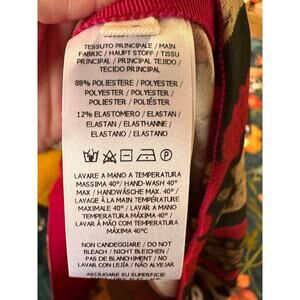 TESSUTO PRINCIPALE / MAIN
FABRIC / HAUPT STOFF / TISSU
PRINCIPAL / PRINCIPAL TEJIDO /
TECIDO PRINCIPAL
88% POLIESTERE / POLYESTER /
POLYESTER / POLYESTER /
POLIESTER / POLIÉSTER
12% ELASTOMERO / ELASTAN /
ELASTAN / ELASTHANNE /
ELASTANO / ELASTANO
LAVARE A MANO A TEMPERATURA
MASSIMA 40°/ HAND-WASH 40°
MAX / HANDWÄSCHE MAX. 40°/
LAVAGE À LA MAIN TEMPÉRATURE
MAXIMALE 40°/ LAVAR A MANO
TEMPERATURA MÁXIMA 40°C /
LAVAR À MÃO COM TEMPERATURA
MÁXIMA 40°
NON CANDEGGIARE / DO NOT
BLEACH / NICHT BLEICHEN /
PAS DE BLANCHIMENT / NO
LAVAR CON LEJÍA / NÃO ALVEJAR
ASCIUGARE SU SUPERFICIE